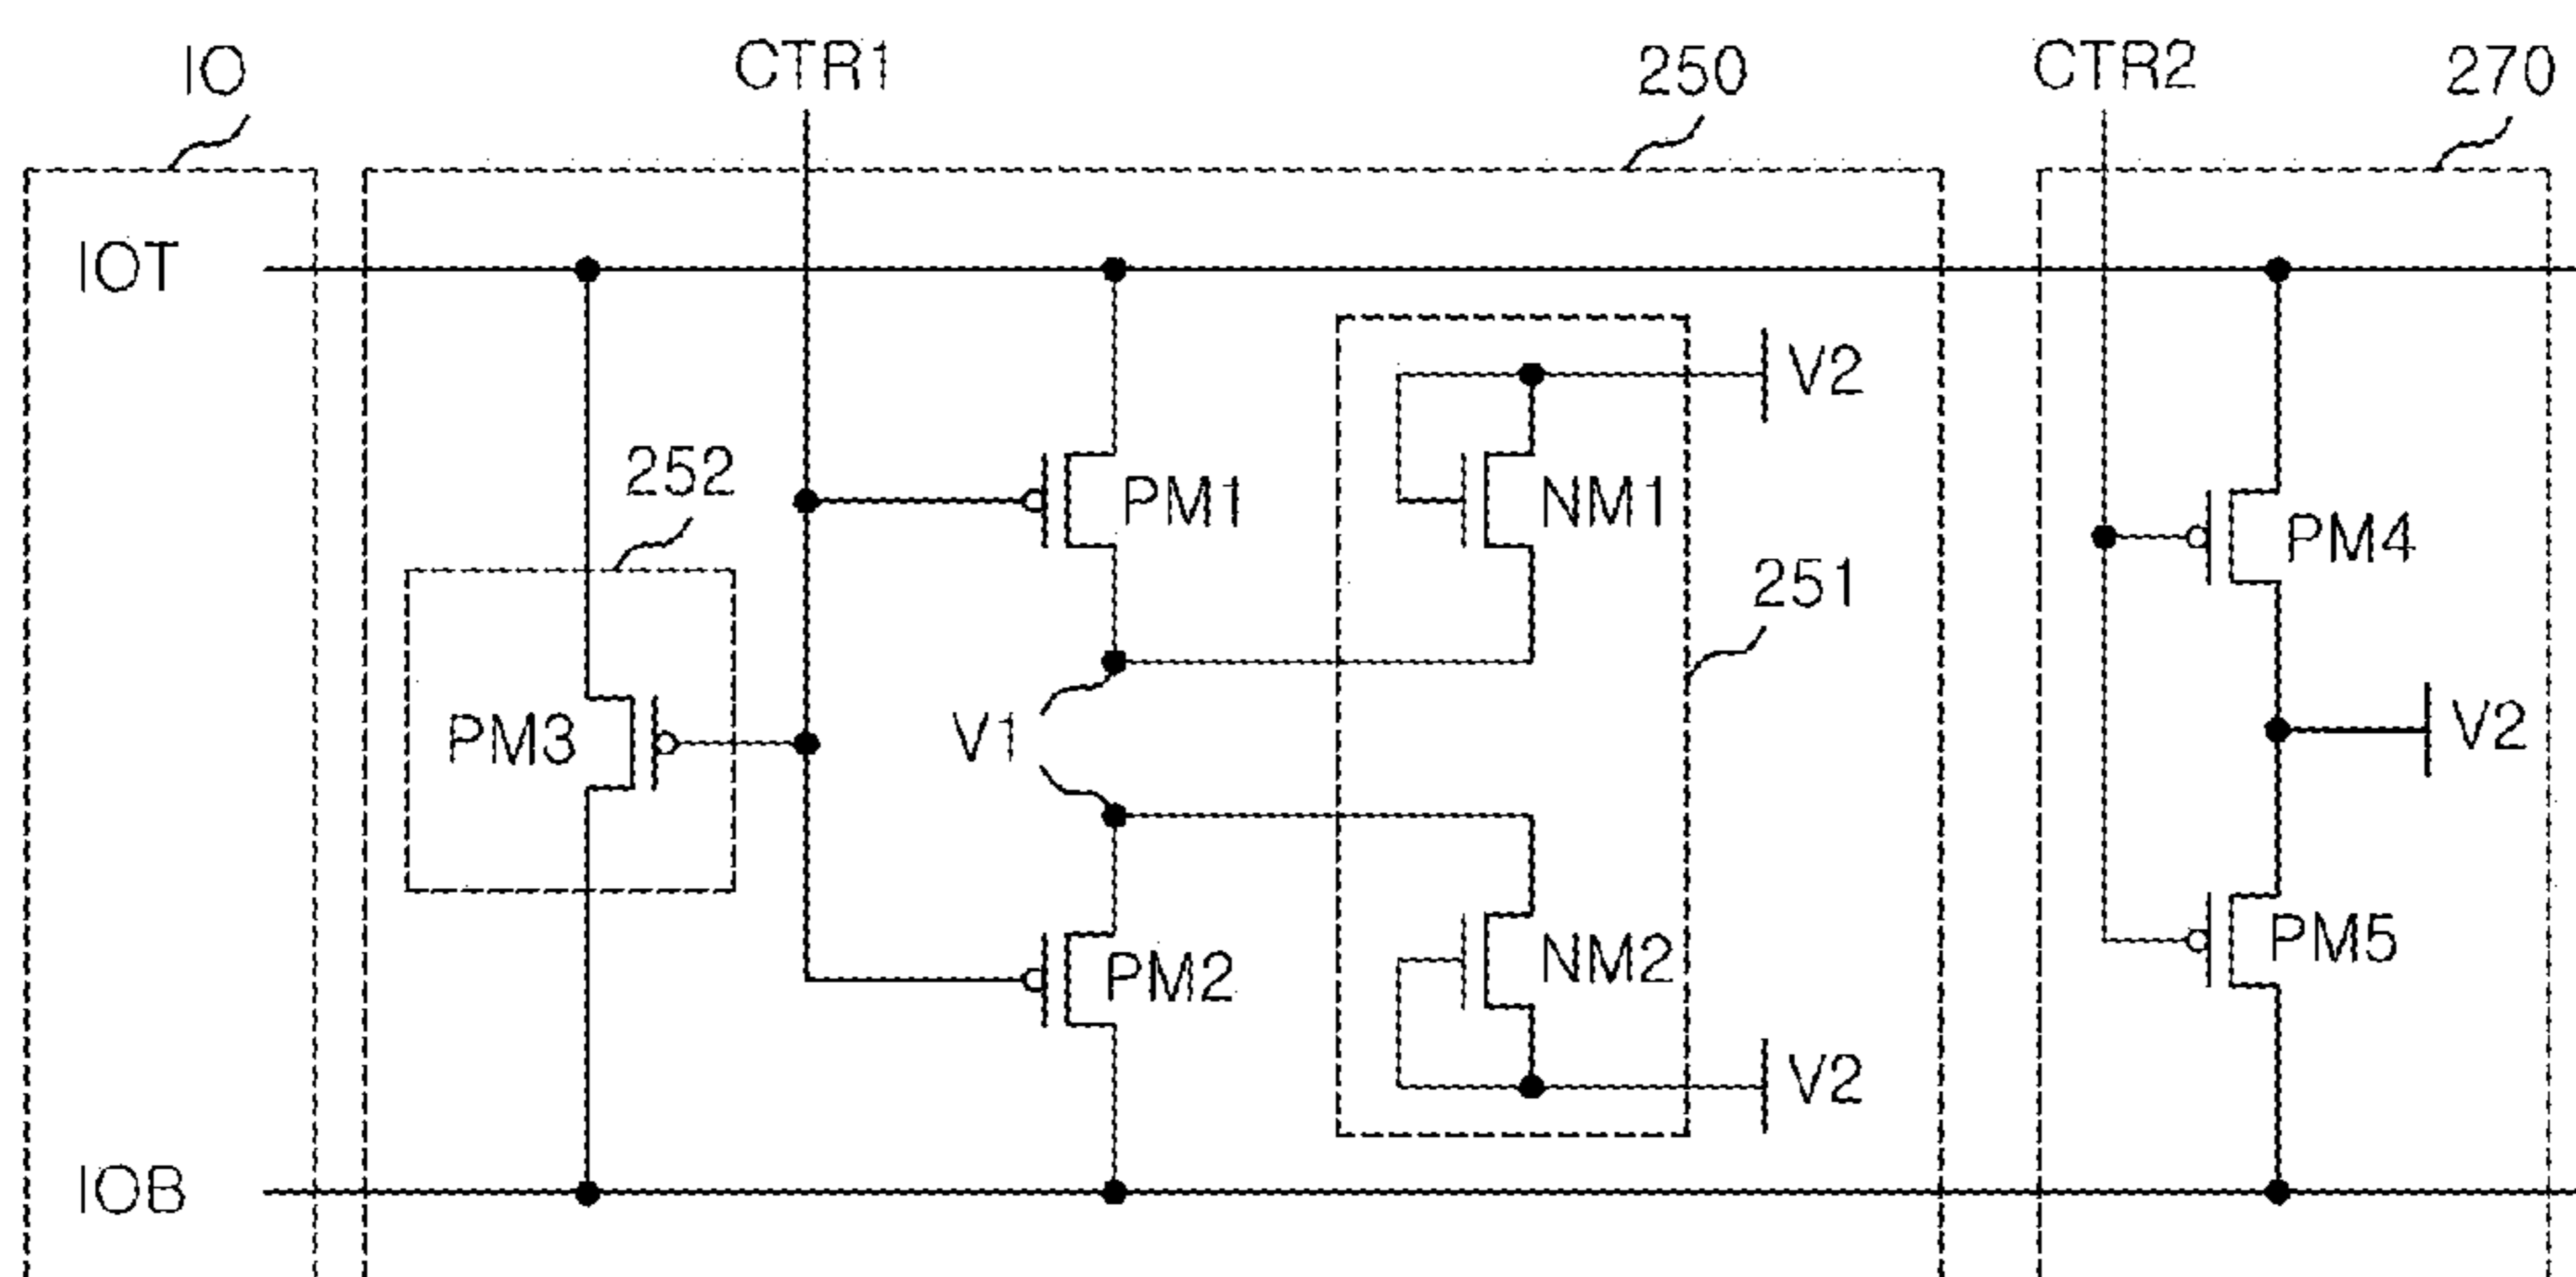 IO
CTR1
250
CTR2
270
IOT
V2
252
PM1
NM1
PM4
251
PM3
V1
V2
PM2
NM2
PM5
V2
IOB